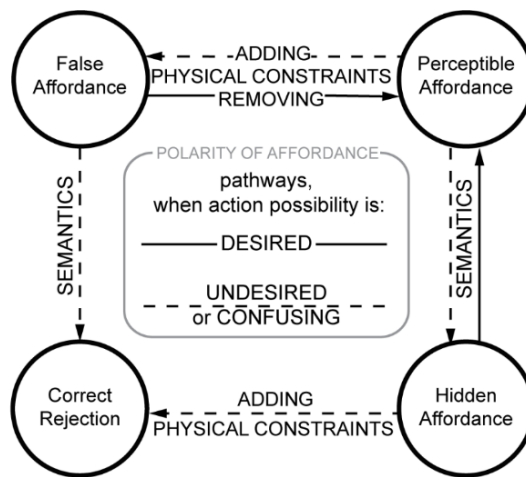 False
Affordance
ADDING
PHYSICAL CONSTRAINTS
REMOVING
Perceptible
Affordance
POLARITY OF AFFORDANCE
pathways,
when action possibility is:
DESIRED
UNDESIRED
or CONFUSING
SEMANTICS
SEMANTICS
Correct
Rejection
ADDING
PHYSICAL CONSTRAINTS
Hidden
Affordance